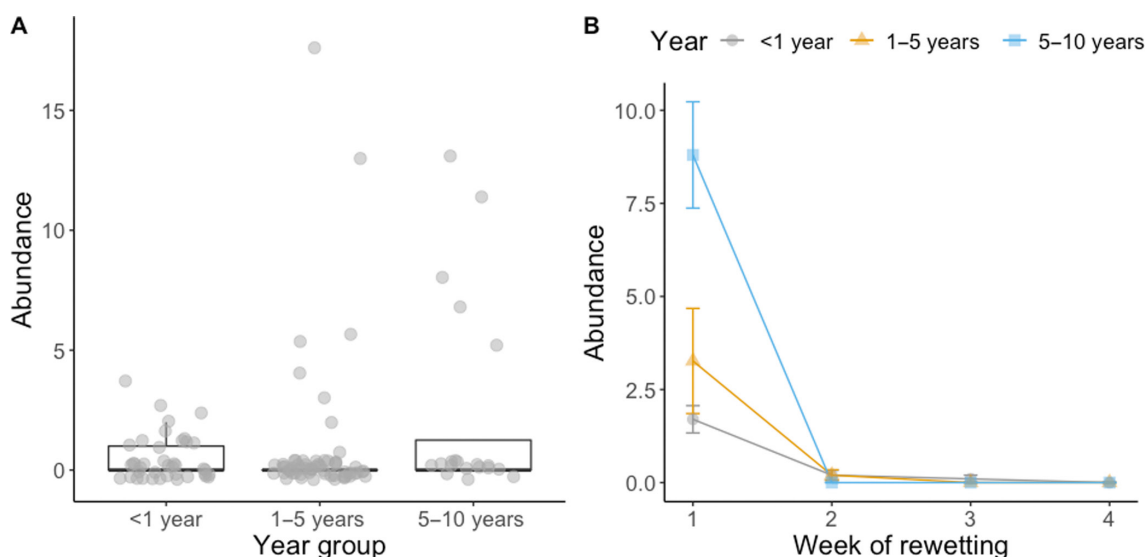 A
Abundance
15
10
5
0
<1 year
1–5 years
5–10 years
Year group
B
Year <1 year 1–5 years 5–10 years
Abundance
10.0
7.5
5.0
2.5
0.0
1 2 3 4
Week of rewetting